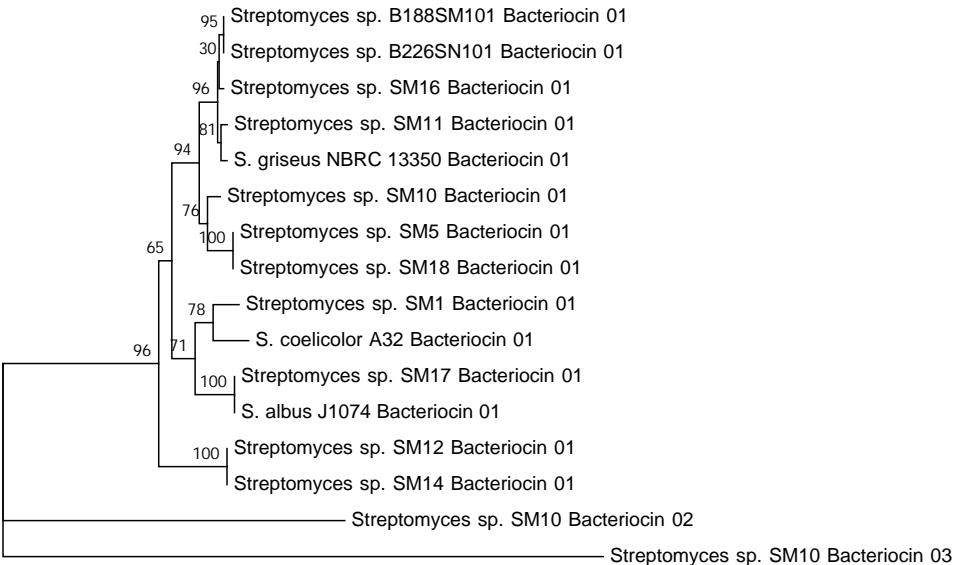 95
Streptomyces sp. B188SM101 Bacteriocin 01
30
Streptomyces sp. B226SN101 Bacteriocin 01
96
Streptomyces sp. SM16 Bacteriocin 01
Streptomyces sp. SM11 Bacteriocin 01
81
94
S. griseus NBRC 13350 Bacteriocin 01
Streptomyces sp. SM10 Bacteriocin 01
76
Streptomyces sp. SM5 Bacteriocin 01
100
65
Streptomyces sp. SM18 Bacteriocin 01
Streptomyces sp. SM1 Bacteriocin 01
78
S. coelicolor A32 Bacteriocin 01
96
71
Streptomyces sp. SM17 Bacteriocin 01
100
S. albus J1074 Bacteriocin 01
Streptomyces sp. SM12 Bacteriocin 01
100
Streptomyces sp. SM14 Bacteriocin 01
Streptomyces sp. SM10 Bacteriocin 02
Streptomyces sp. SM10 Bacteriocin 03